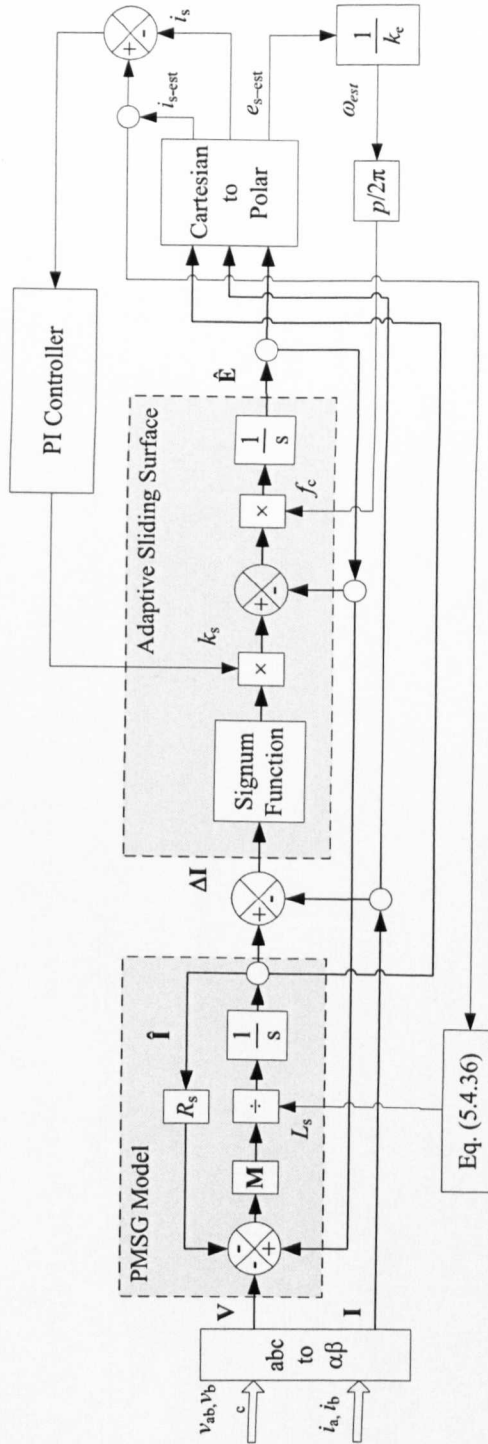 v_ab, v_b
c
i_a, i_b
abc
to
αβ
V
I
PMSG Model
-
-
+
M
÷
L_s
1
s
R_s
Î
+
-
ΔI
Adaptive Sliding Surface
Signum
Function
×
k_s
+
-
×
f_c
1
s
Ê
PI Controller
Cartesian
to
Polar
i_s-est
i_s
e_s-est
+
-
1
k_c
ω_est
p/2π
Eq. (5.4.36)